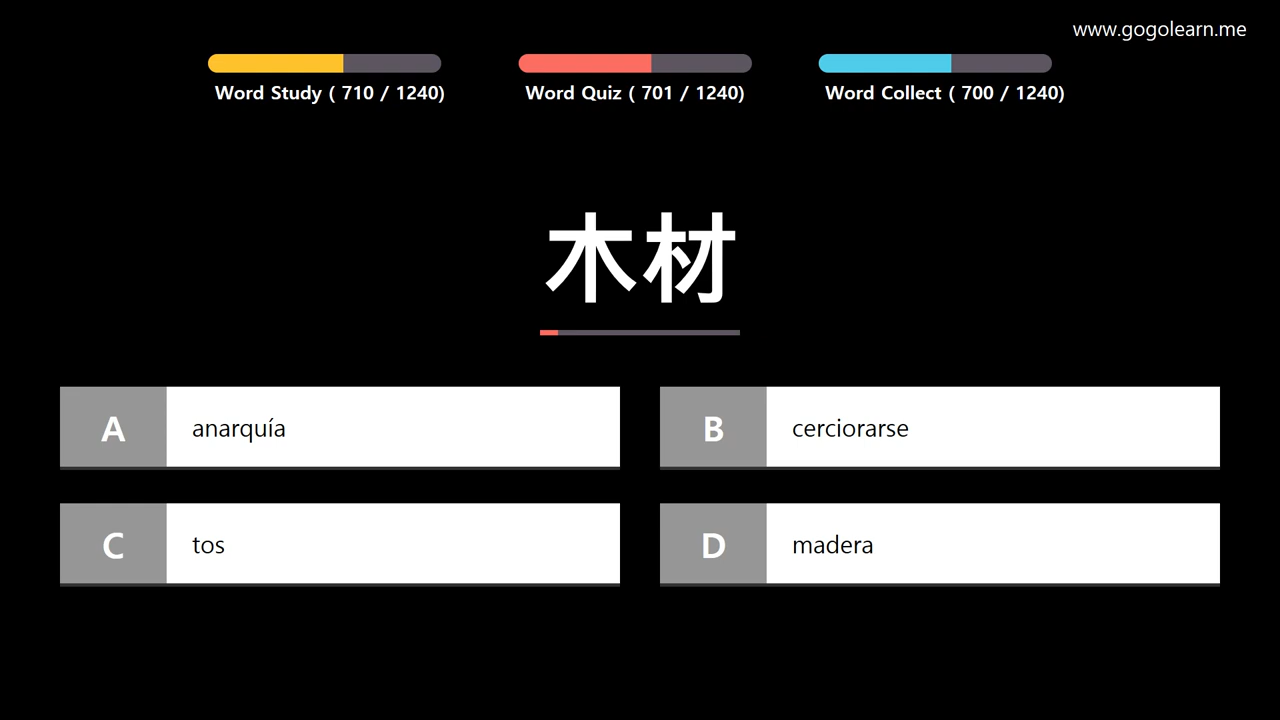 www.gogolearn.me
Word Study ( 710 / 1240)
Word Quiz ( 701 / 1240)
Word Collect ( 700 / 1240)
木材
A anarquía
B cerciorarse
C tos
D madera